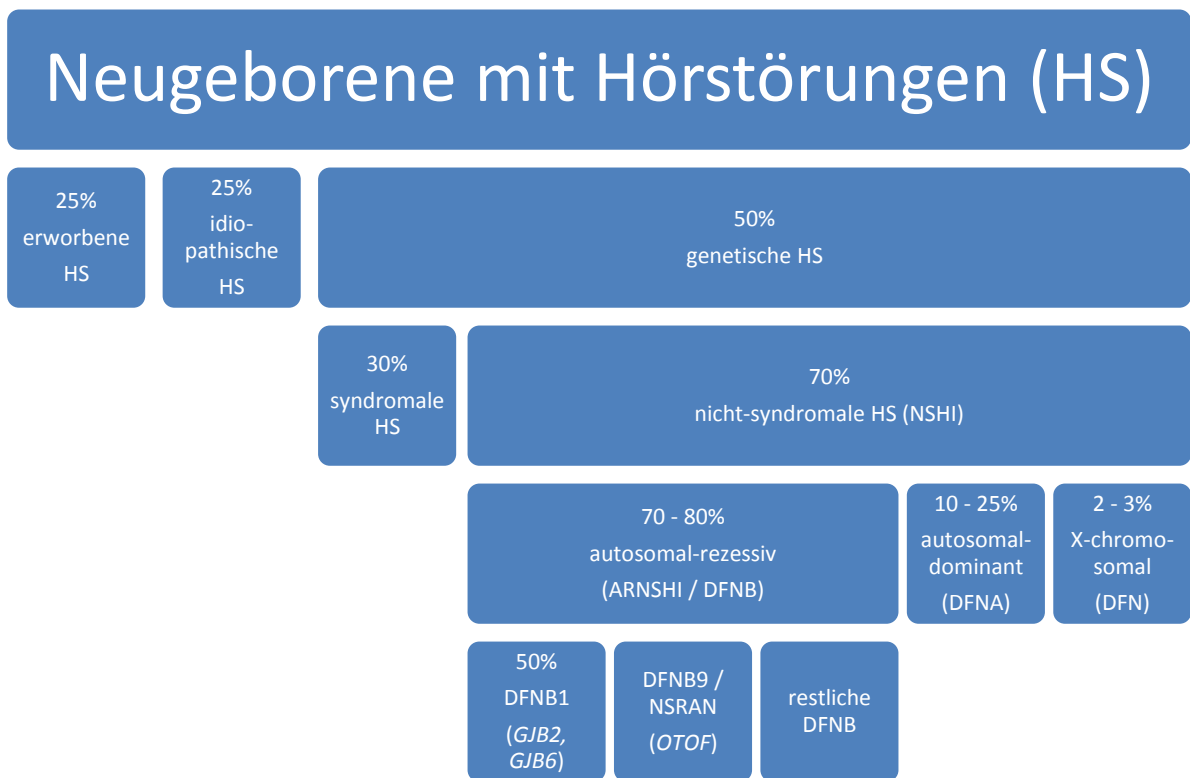 Neugeborene mit Hörstörungen (HS)
25%
erworbene
HS
25%
idio-
pathische
HS
50%
genetische HS
30%
syndromale
HS
70%
nicht-syndromale HS (NSHI)
70 - 80%
autosomal-rezessiv
(ARNSHI / DFNB)
10 - 25%
autosomal-
dominant
(DFNA)
2 - 3%
X-chromo-
somal
(DFN)
50%
DFNB1
(GJB2,
GJB6)
DFNB9 /
NSRAN
(OTOF)
restliche
DFNB